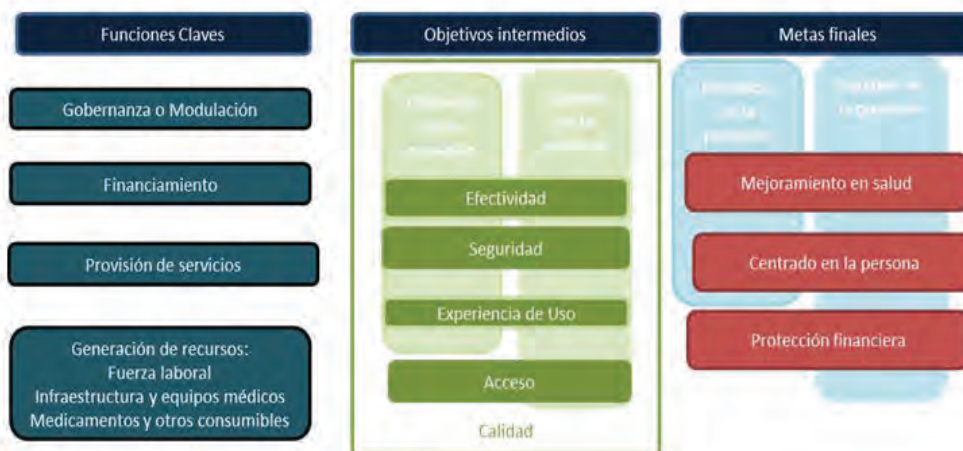 Funciones Claves
Gobernanza o Modulación
Financiamiento
Provisión de servicios
Generación de recursos:
Fuerza laboral
Infraestructura y equipos médicos
Medicamentos y otros consumibles
Objetivos intermedios
Efectividad
Seguridad
Experiencia de Uso
Acceso
Calidad
Metas finales
Mejoramiento en salud
Centrado en la persona
Protección financiera